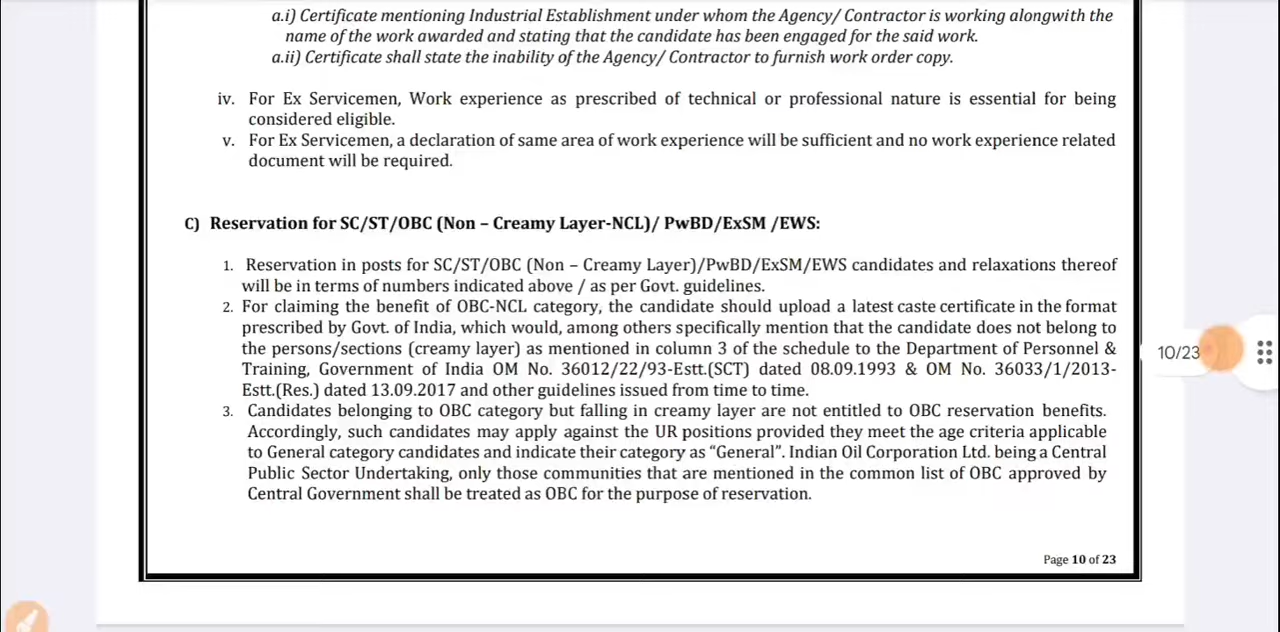 a.i) Certificate mentioning Industrial Establishment under whom the Agency/ Contractor is working alongwith the
name of the work awarded and stating that the candidate has been engaged for the said work.
a.ii) Certificate shall state the inability of the Agency/ Contractor to furnish work order copy.
iv. For Ex Servicemen, Work experience as prescribed of technical or professional nature is essential for being
considered eligible.
v. For Ex Servicemen, a declaration of same area of work experience will be sufficient and no work experience related
document will be required.
C) Reservation for SC/ST/OBC (Non – Creamy Layer-NCL)/ PwBD/ExSM /EWS:
1. Reservation in posts for SC/ST/OBC (Non – Creamy Layer)/PwBD/ExSM/EWS candidates and relaxations thereof
will be in terms of numbers indicated above / as per Govt. guidelines.
2. For claiming the benefit of OBC-NCL category, the candidate should upload a latest caste certificate in the format
prescribed by Govt. of India, which would, among others specifically mention that the candidate does not belong to
the persons/sections (creamy layer) as mentioned in column 3 of the schedule to the Department of Personnel &
Training, Government of India OM No. 36012/22/93-Estt.(SCT) dated 08.09.1993 & OM No. 36033/1/2013-
Estt.(Res.) dated 13.09.2017 and other guidelines issued from time to time.
3. Candidates belonging to OBC category but falling in creamy layer are not entitled to OBC reservation benefits.
Accordingly, such candidates may apply against the UR positions provided they meet the age criteria applicable
to General category candidates and indicate their category as “General”. Indian Oil Corporation Ltd. being a Central
Public Sector Undertaking, only those communities that are mentioned in the common list of OBC approved by
Central Government shall be treated as OBC for the purpose of reservation.
10/23
Page 10 of 23